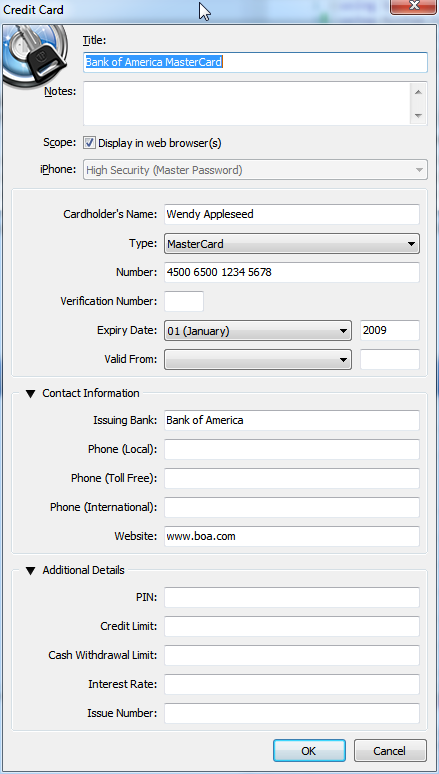 Credit Card
Title:
Bank of America MasterCard
Notes:
Scope: Display in web browser(s)
iPhone: High Security (Master Password)
Cardholder's Name: Wendy Appleseed
Type: MasterCard
Number: 4500 6500 1234 5678
Verification Number:
Expiry Date: 01 (January) 2009
Valid From:
Contact Information
Issuing Bank: Bank of America
Phone (Local):
Phone (Toll Free):
Phone (International):
Website: www.boa.com
Additional Details
PIN:
Credit Limit:
Cash Withdrawal Limit:
Interest Rate:
Issue Number:
OK Cancel